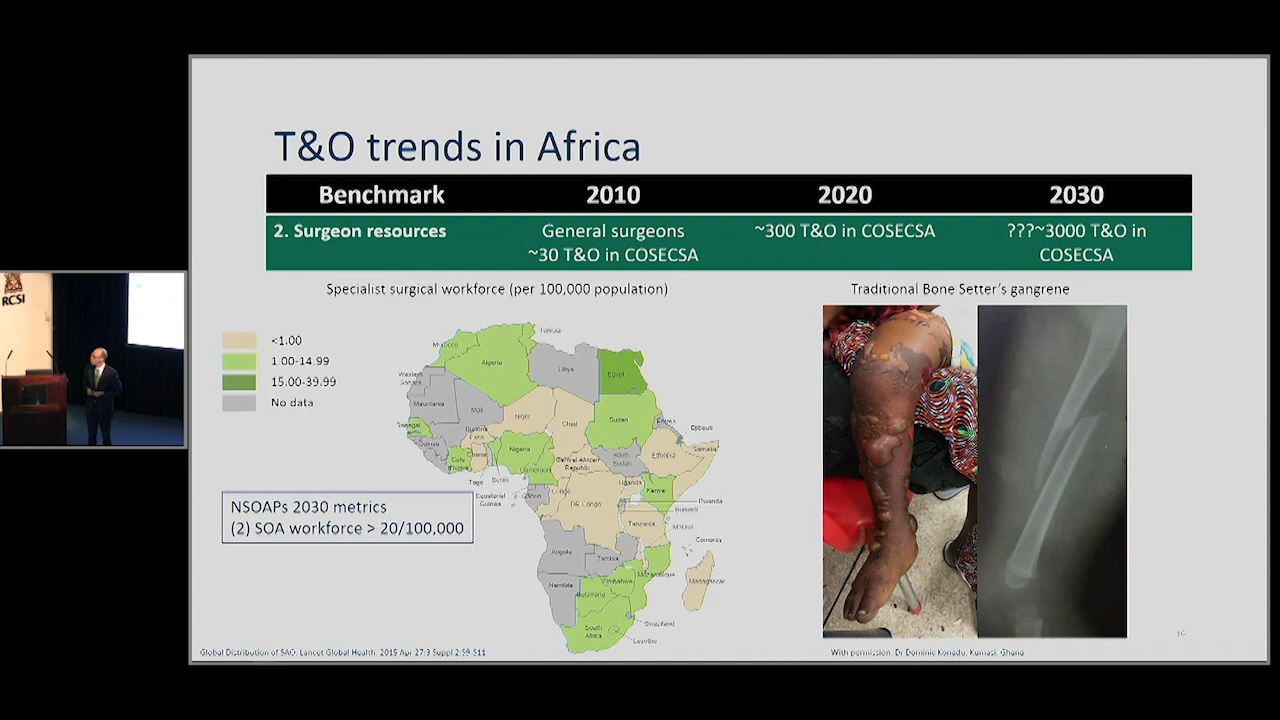 T&O trends in Africa
Benchmark 2010 2020 2030
2. Surgeon resources General surgeons ~300 T&O in COSECSA ???~3000 T&O in
~30 T&O in COSECSA COSECSA
Specialist surgical workforce (per 100,000 population)
Traditional Bone Setter's gangrene
<1.00
1.00-14.99
15.00-39.99
No data
Tunisia
Morocco
Algeria
Libya
Egypt
Western
Sahara
Mauritania
Mali
Niger
Chad
Sudan
Eritrea
Djibouti
Senegal
Guinea
Burkina
Faso
Ghana
Cote
d'Ivoire
Togo
Benin
Nigeria
Cameroon
Central African
Republic
South
Sudan
Ethiopia
Somalia
Equatorial
Guinea
Gabon
Congo
DR Congo
Uganda
Kenya
Rwanda
Burundi
Tanzania
Malawi
Comoros
Angola
Zambia
Mozambique
Madagascar
Zimbabwe
Namibia
Botswana
Swaziland
South
Africa
Lesotho
NSOAPs 2030 metrics
(2) SOA workforce > 20/100,000
RCSI
16
Global Distribution of SAO. Lancet Global Health. 2015 Apr 27;3 Suppl 2:S9-S11
With permission: Dr Dominic Konadu, Kumasi, Ghana